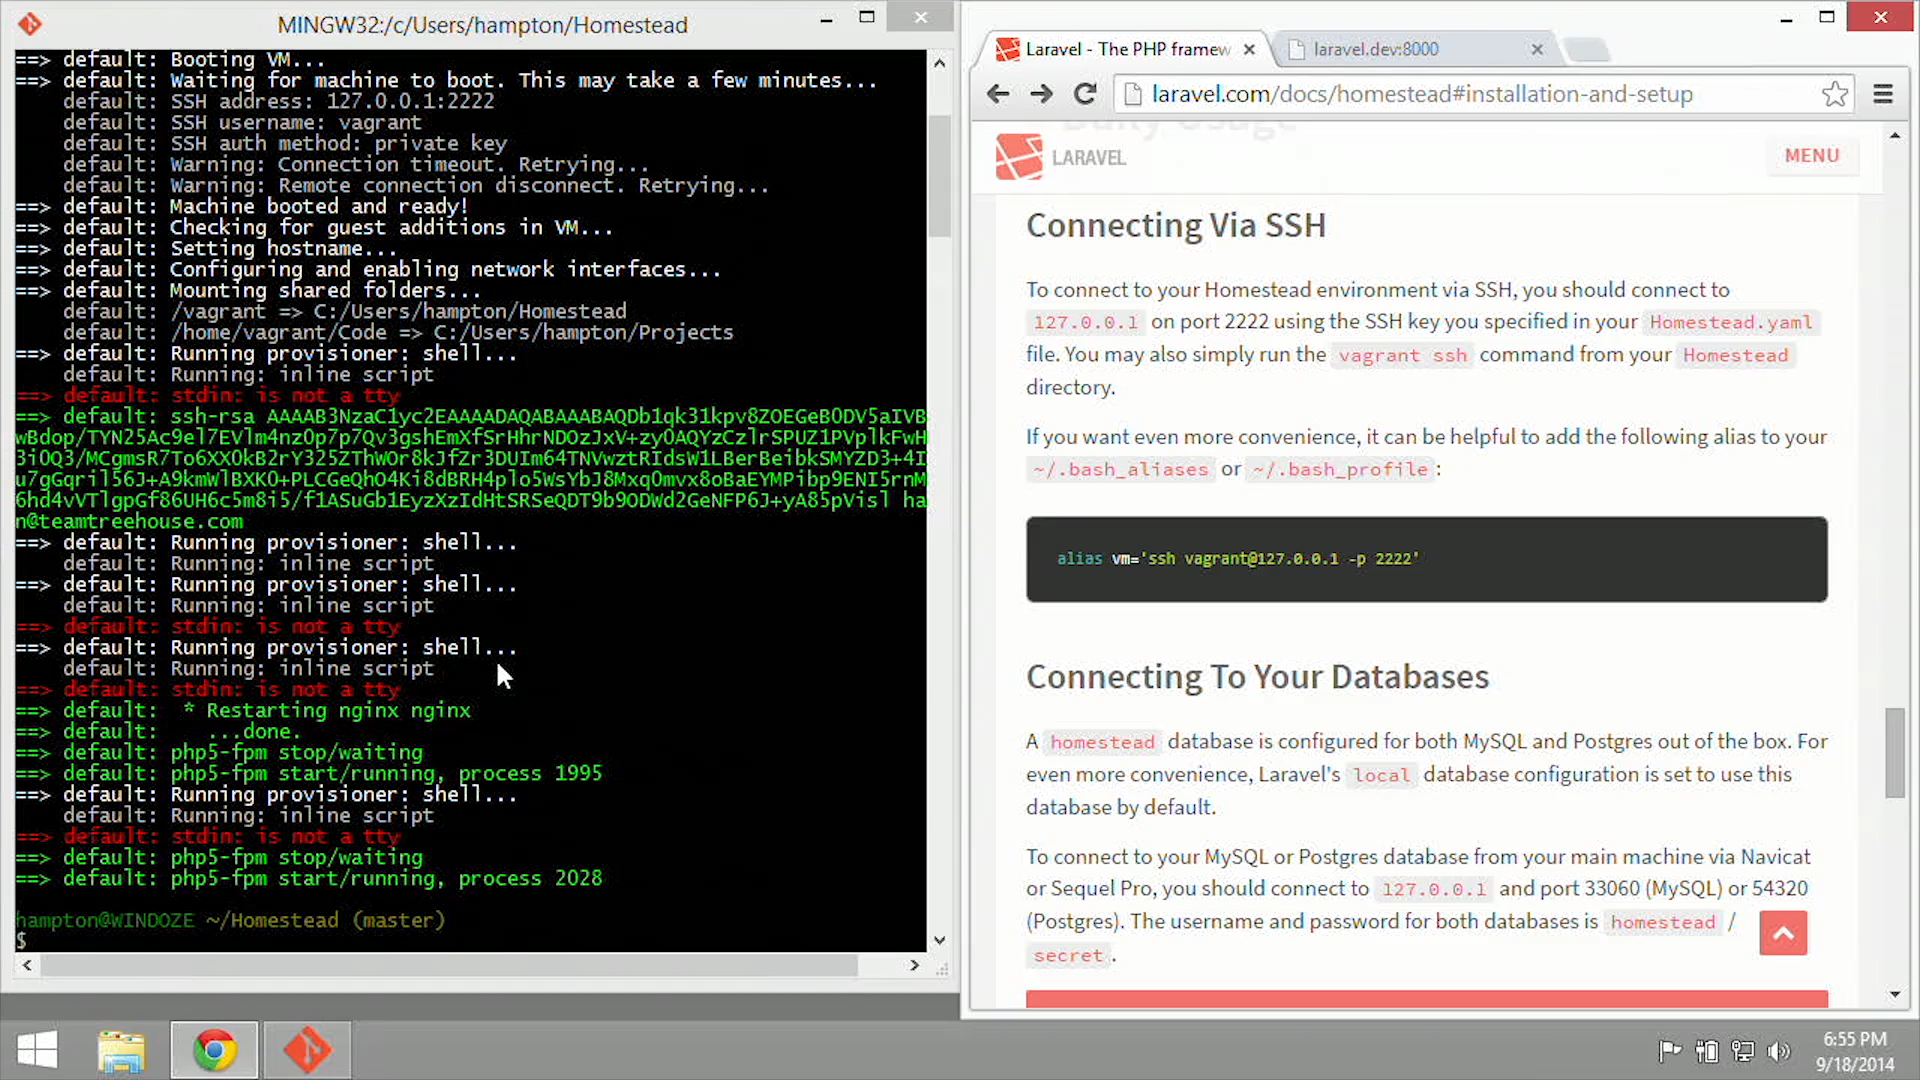 MINGW32:/c/Users/hampton/Homestead
==> default: Booting VM...
==> default: Waiting for machine to boot. This may take a few minutes...
default: SSH address: 127.0.0.1:2222
default: SSH username: vagrant
default: SSH auth method: private key
default: Warning: Connection timeout. Retrying...
default: Warning: Remote connection disconnect. Retrying...
==> default: Machine booted and ready!
==> default: Checking for guest additions in VM...
==> default: Setting hostname...
==> default: Configuring and enabling network interfaces...
==> default: Mounting shared folders...
default: /vagrant => C:/Users/hampton/Homestead
default: /home/vagrant/Code => C:/Users/hampton/Projects
==> default: Running provisioner: shell...
default: Running: inline script
==> default: stdin: is not a tty
==> default: ssh-rsa
n@teamtreehouse.com
==> default: Running provisioner: shell...
default: Running: inline script
==> default: Running provisioner: shell...
default: Running: inline script
==> default: stdin: is not a tty
==> default: Running provisioner: shell...
default: Running: inline script
==> default: stdin: is not a tty
==> default: * Restarting nginx nginx
==> default: ...done.
==> default: php5-fpm stop/waiting
==> default: php5-fpm start/running, process 1995
==> default: Running provisioner: shell...
default: Running: inline script
==> default: stdin: is not a tty
==> default: php5-fpm stop/waiting
==> default: php5-fpm start/running, process 2028
hampton@WINDOZE ~/Homestead (master)
$
Laravel - The PHP framew
laravel.dev:8000
laravel.com/docs/homestead#installation-and-setup
Daily Usage
LARAVEL
MENU
Connecting Via SSH
To connect to your Homestead environment via SSH, you should connect to
127.0.0.1 on port 2222 using the SSH key you specified in your Homestead.yaml
file. You may also simply run the vagrant ssh command from your Homestead
directory.
If you want even more convenience, it can be helpful to add the following alias to your
~/.bash_aliases or ~/.bash_profile :
alias vm='ssh vagrant@127.0.0.1 -p 2222'
Connecting To Your Databases
A homestead database is configured for both MySQL and Postgres out of the box. For
even more convenience, Laravel's local database configuration is set to use this
database by default.
To connect to your MySQL or Postgres database from your main machine via Navicat
or Sequel Pro, you should connect to 127.0.0.1 and port 33060 (MySQL) or 54320
(Postgres). The username and password for both databases is homestead /
secret .
6:55 PM
9/18/2014